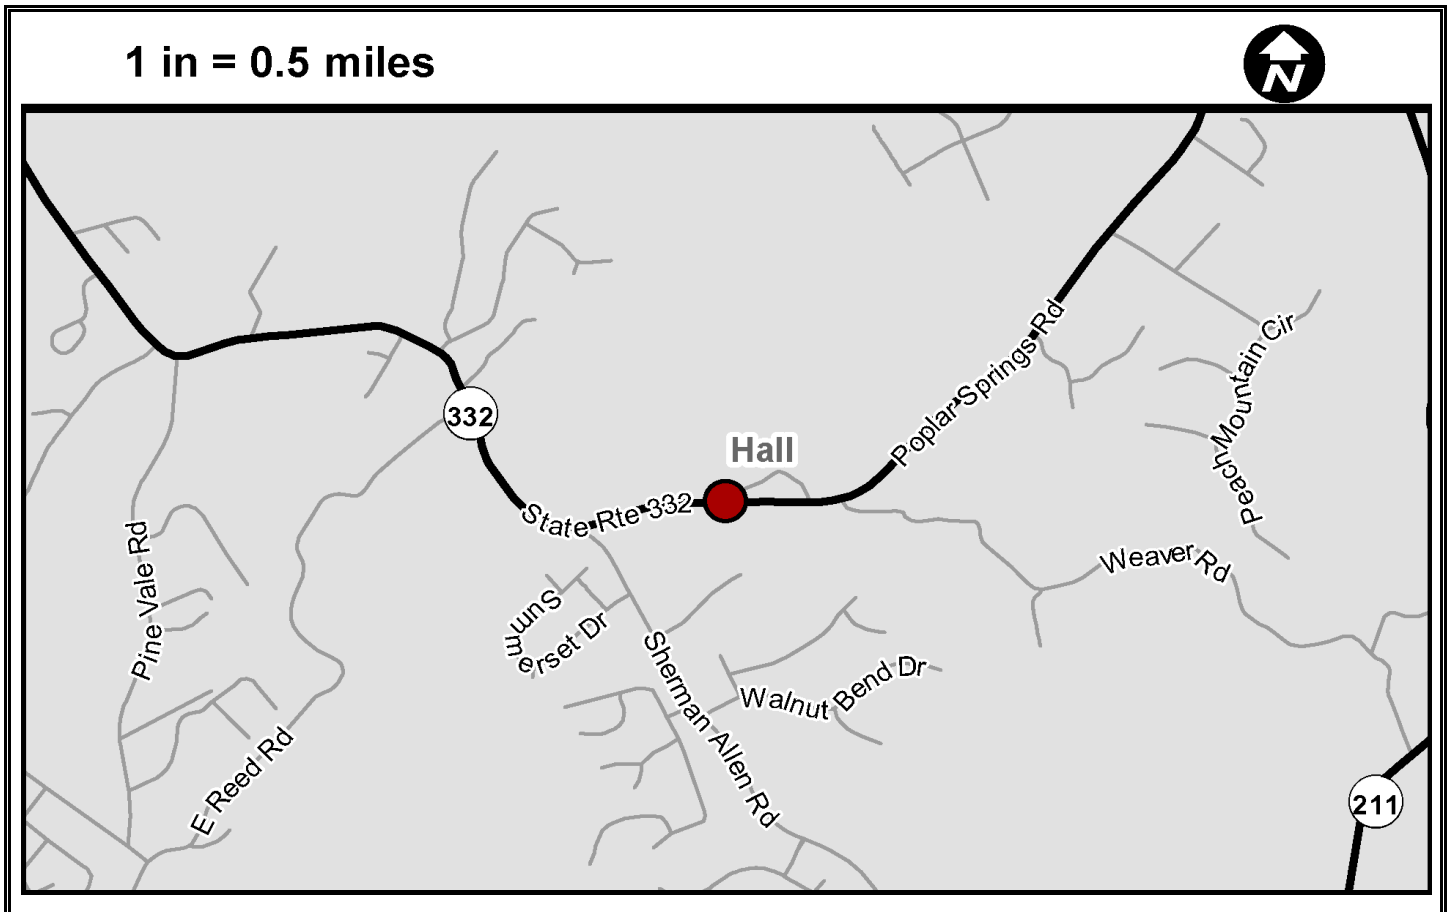 1 in = 0.5 miles
N
332
Hall
State Rte 332
Poplar Springs Rd
Peach Mountain Cir
Weaver Rd
Pine Vale Rd
Summerset Dr
Sherman Allen Rd
Walnut Bend Dr
E Reed Rd
211